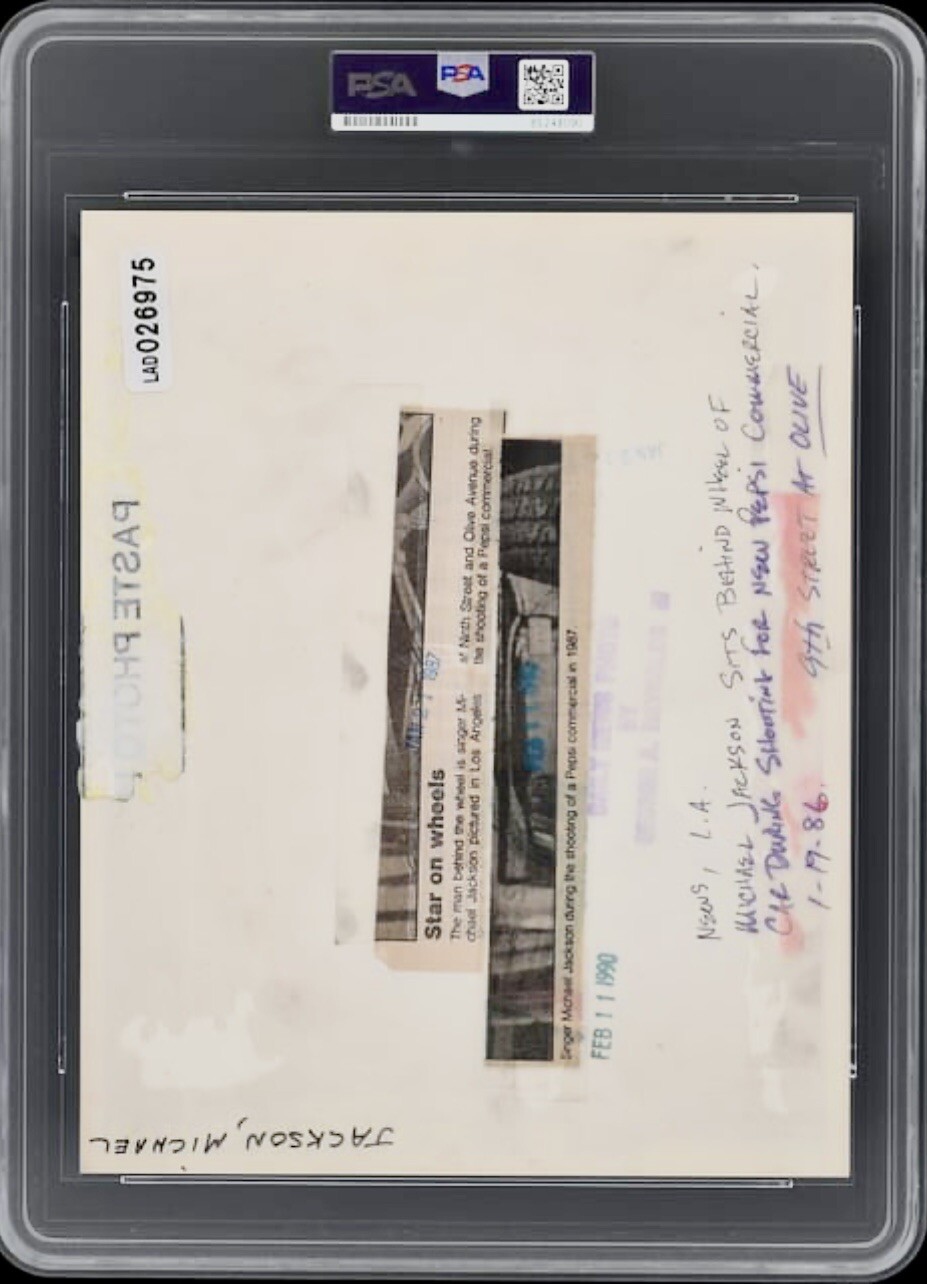 PSA
PSA
LAD026975
PASTE PHOTO
Star on wheels
The man behind the wheel is singer Mi-
chael Jackson pictured in Los Angeles
at Ninth Street and Olive Avenue during
the shooting of a Pepsi commercial.
1987
Singer Michael Jackson during the shooting of a Pepsi commercial in 1987.
FEB 11 1990
NEWS, L.A.
MICHAEL JACKSON SITS BEHIND WHEEL OF
CAR DURING SHOOTING FOR NEW PEPSI COMMERCIAL.
1-19-86. 9th STREET AT OLIVE
JACKSON, MICHAEL